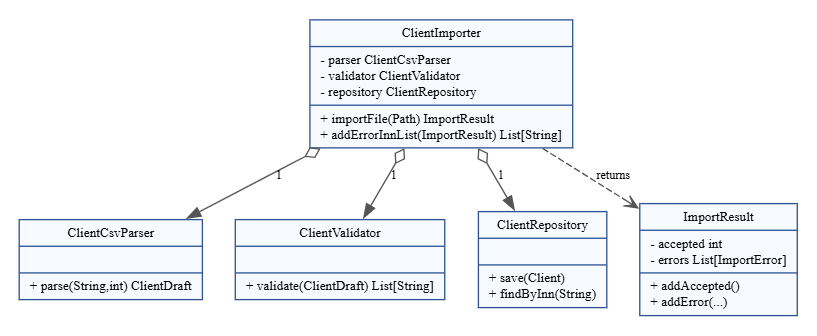 ClientImporter
- parser ClientCsvParser
- validator ClientValidator
- repository ClientRepository
+ importFile(Path) ImportResult
+ addErrorInnList(ImportResult) List[String]
1
1
1
returns
ClientCsvParser
+ parse(String,int) ClientDraft
ClientValidator
+ validate(ClientDraft) List[String]
ClientRepository
+ save(Client)
+ findByInn(String)
ImportResult
- accepted int
- errors List[ImportError]
+ addAccepted()
+ addError(...)